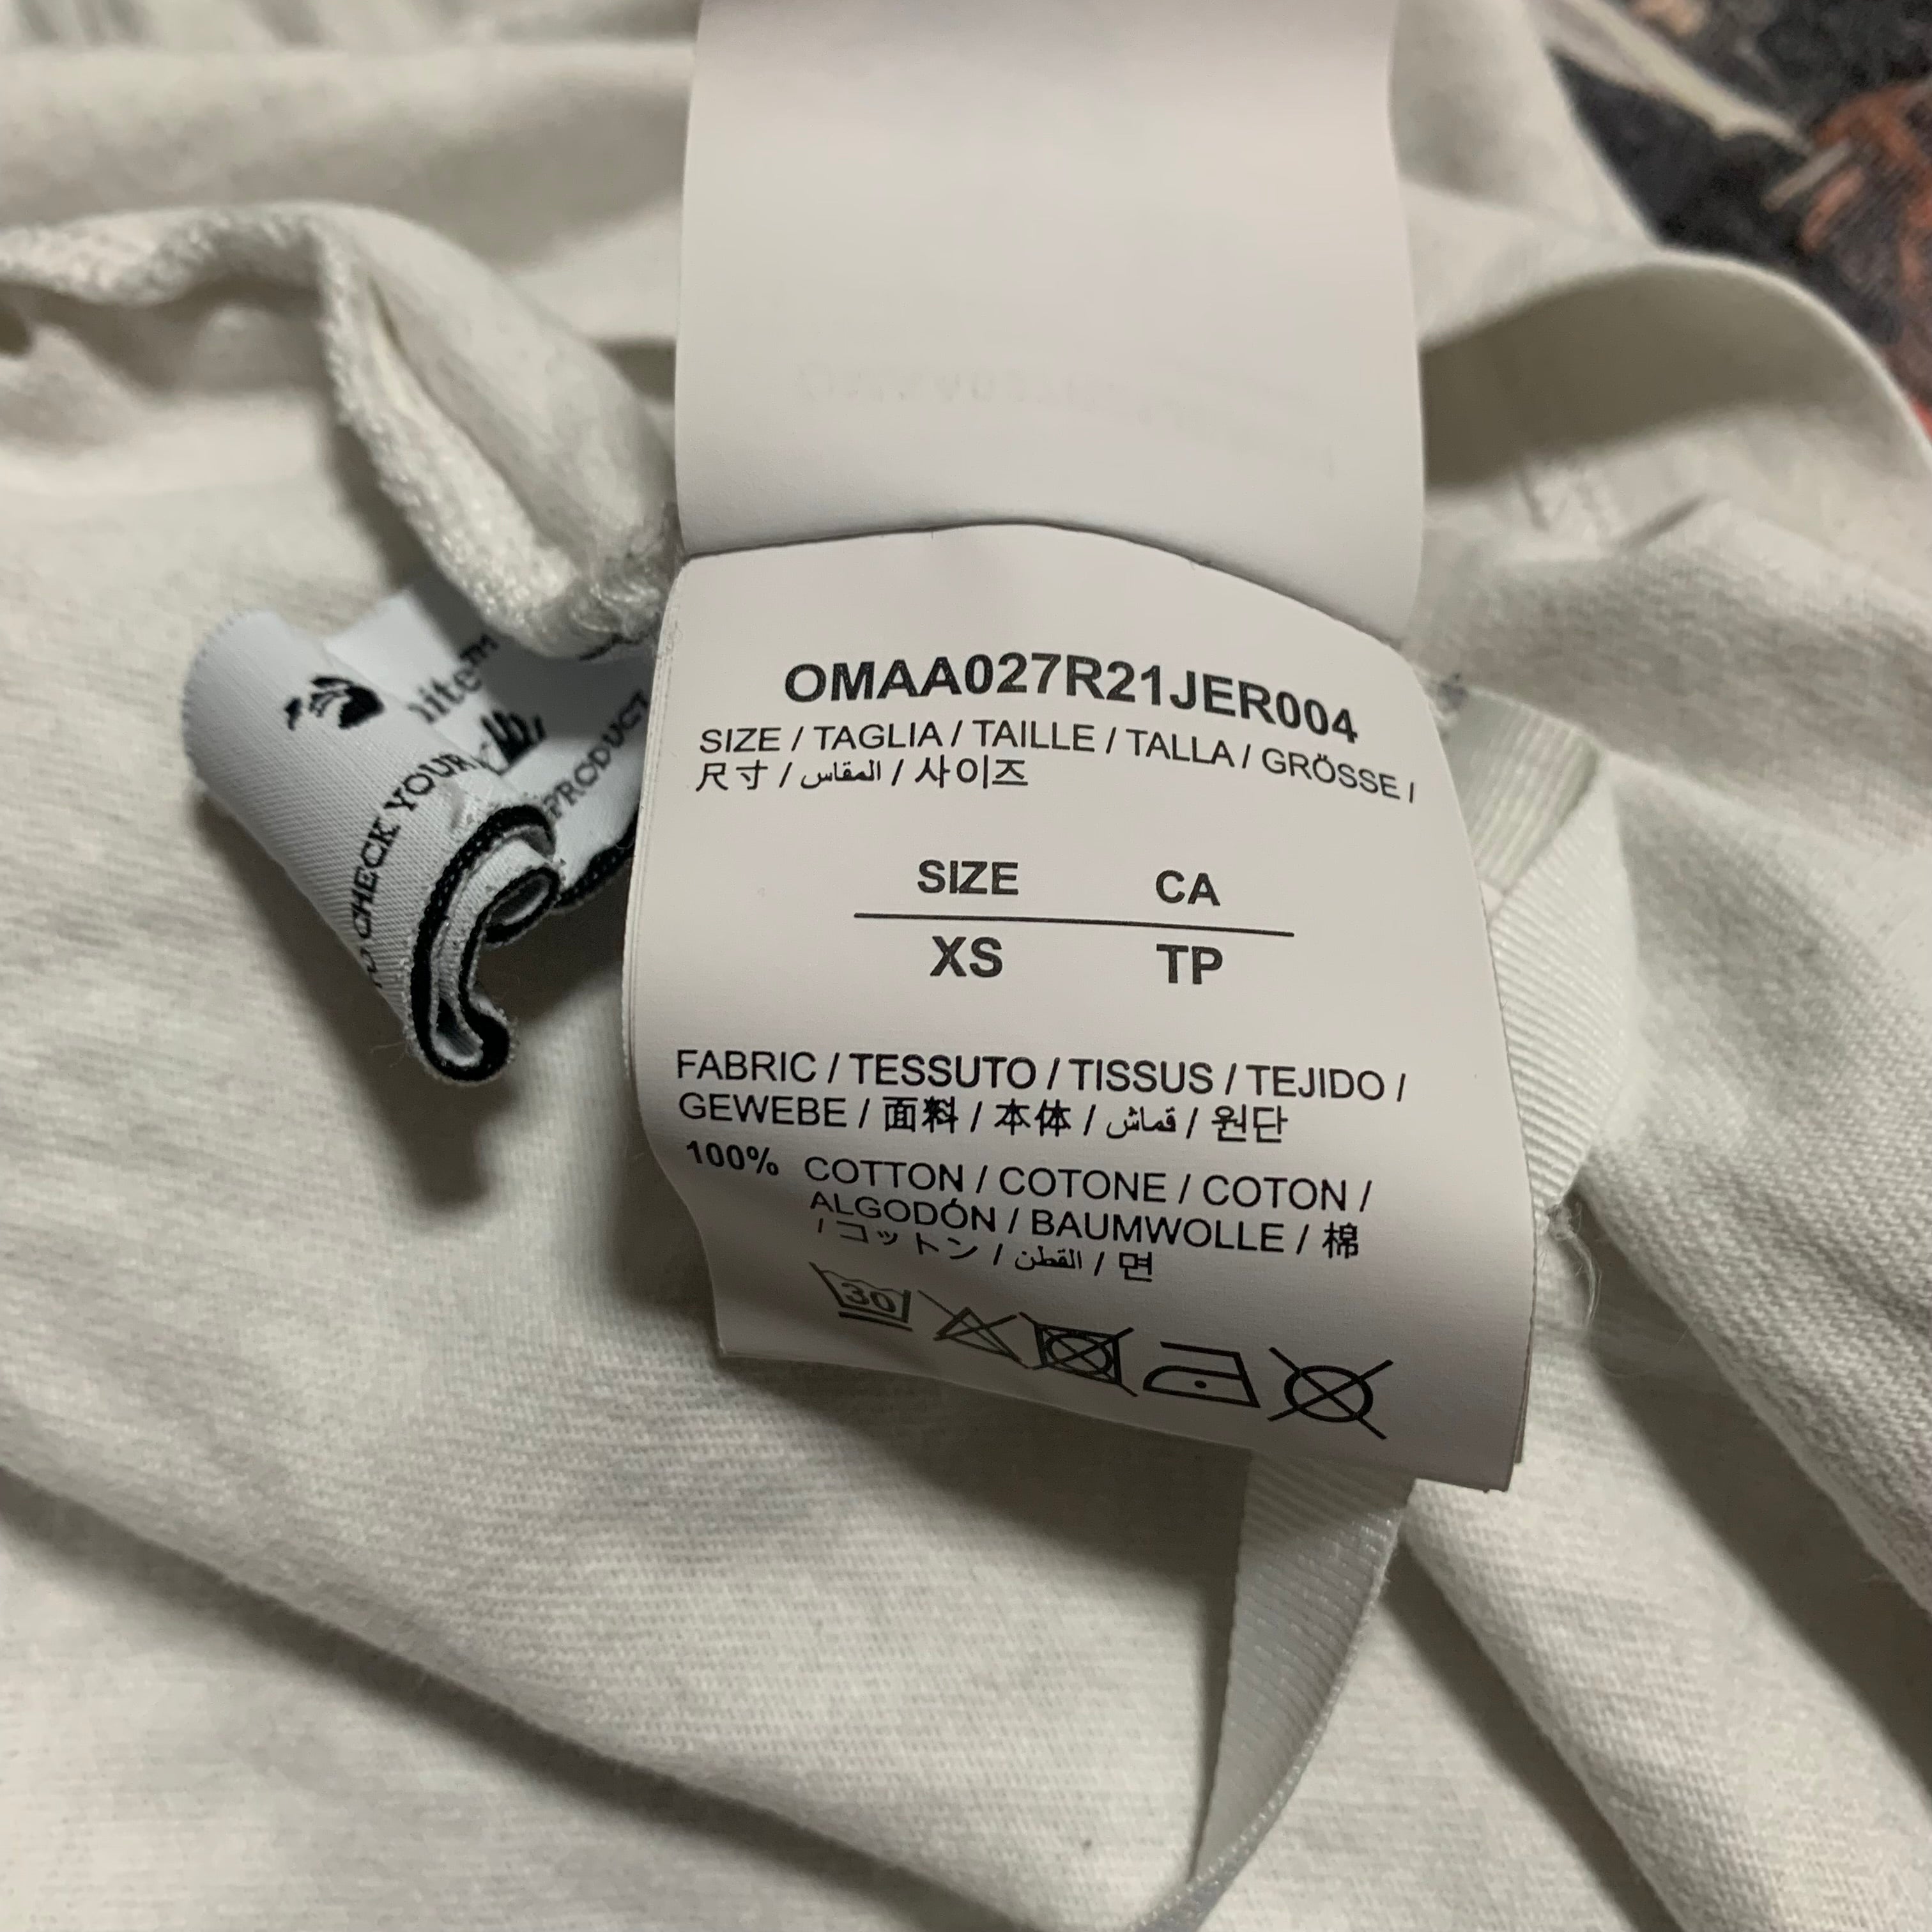 OMAA027R21JER004
SIZE / TAGLIA / TAILLE / TALLA / GRÖSSE /
尺寸 / المقاس / 사이즈
SIZE CA
XS TP
FABRIC / TESSUTO / TISSUS / TEJIDO /
GEWEBE / 面料 / 本体 / قماش / 원단
100% COTTON / COTONE / COTON /
ALGODÓN / BAUMWOLLE / 棉
/ コットン / القطن / 면
30
CHECK YOUR
PRODUCT